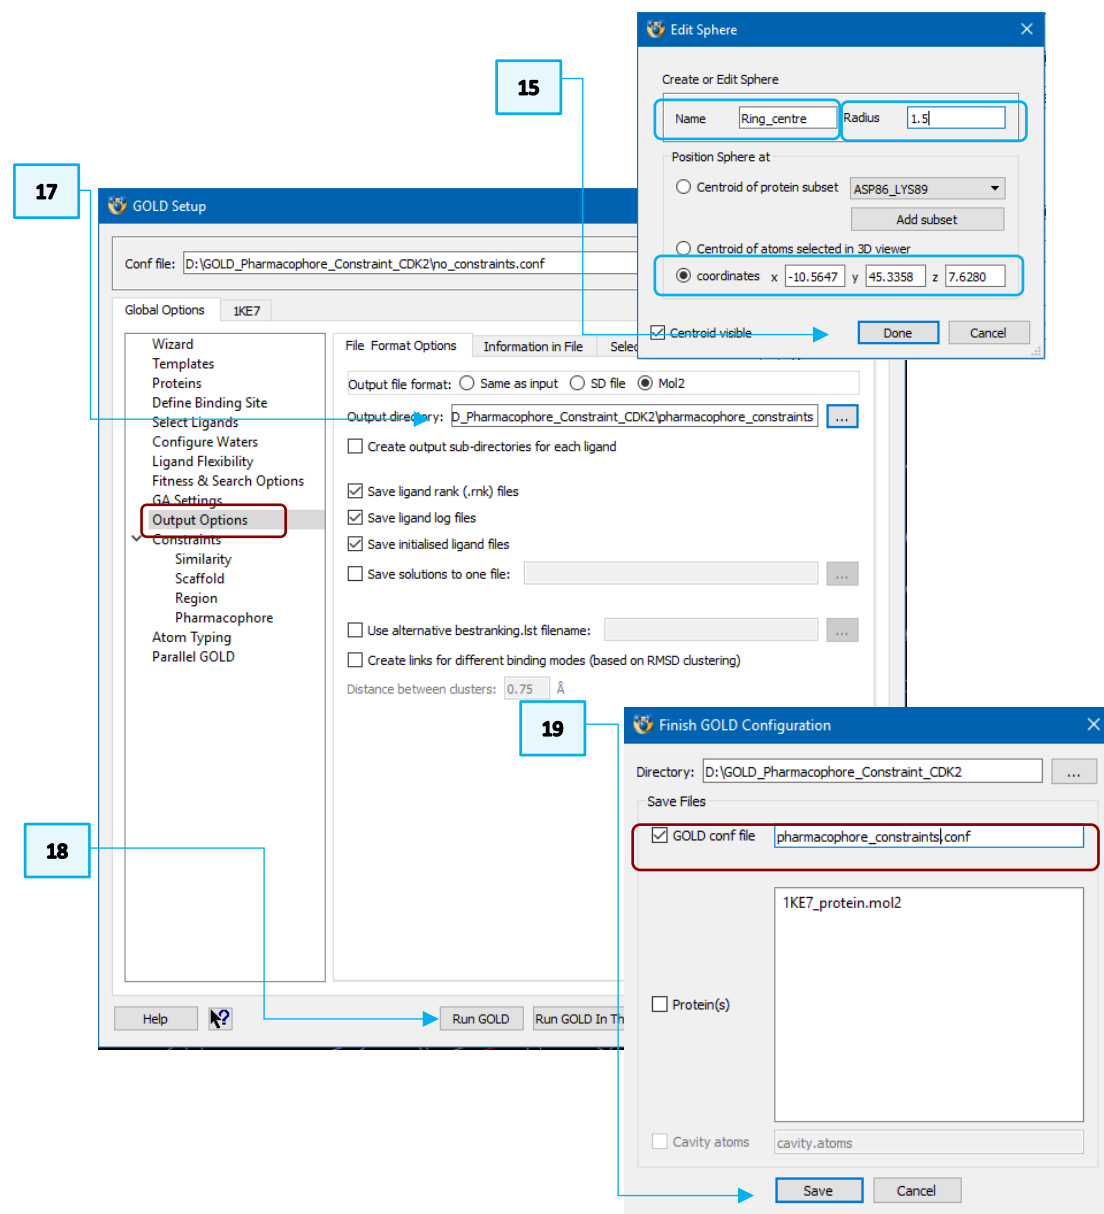 Edit Sphere
15
Create or Edit Sphere
Name Ring_centre Radius 1.5
Position Sphere at
Centroid of protein subset ASP86_LYS89
Add subset
Centroid of atoms selected in 3D viewer
coordinates x -10.5647 y 45.3358 z 7.6280
Centroid visible Done Cancel
17
GOLD Setup
Conf file: D:\GOLD_Pharmacophore_Constraint_CDK2\no_constraints.conf
Global Options 1KE7
Wizard
Templates
Proteins
Define Binding Site
Select Ligands
Configure Waters
Ligand Flexibility
Fitness & Search Options
GA Settings
Output Options
Constraints
Similarity
Scaffold
Region
Pharmacophore
Atom Typing
Parallel GOLD
File Format Options Information in File Selec
Output file format: Same as input SD file Mol2
Output directory: D_Pharmacophore_Constraint_CDK2\pharmacophore_constraints ...
Create output sub-directories for each ligand
Save ligand rank (.rnk) files
Save ligand log files
Save initialised ligand files
Save solutions to one file: ...
Use alternative bestranking.lst filename: ...
Create links for different binding modes (based on RMSD clustering)
Distance between clusters: 0.75 Å
18
Help Run GOLD Run GOLD In Th
19
Finish GOLD Configuration
Directory: D:\GOLD_Pharmacophore_Constraint_CDK2 ...
Save Files
GOLD conf file pharmacophore_constraints.conf
1KE7_protein.mol2
Protein(s)
Cavity atoms cavity.atoms
Save Cancel